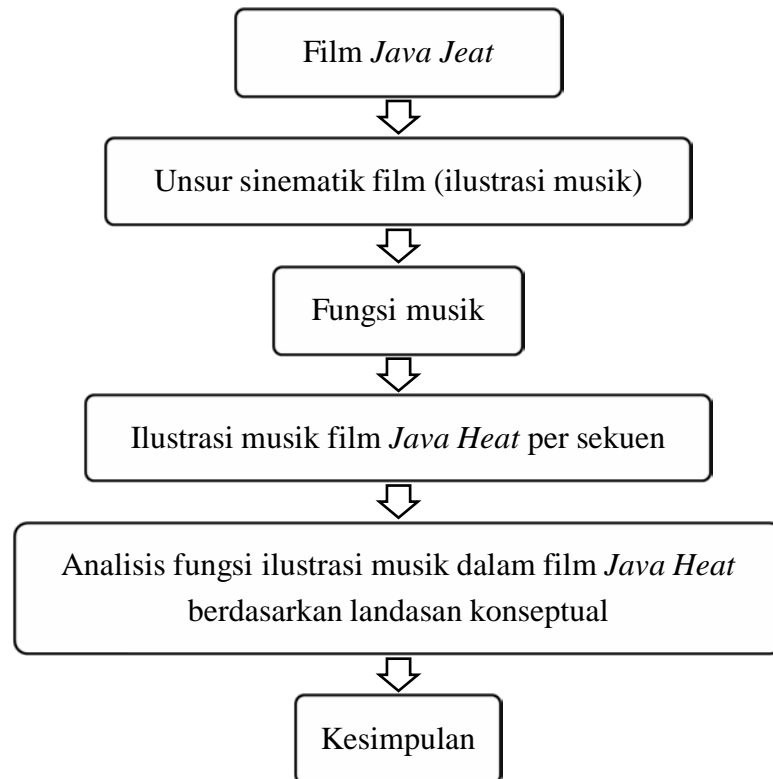 Film Java Jeat
Unsur sinematik film (ilustrasi musik)
Fungsi musik
Ilustrasi musik film Java Heat per sekuen
Analisis fungsi ilustrasi musik dalam film Java Heat
berdasarkan landasan konseptual
Kesimpulan